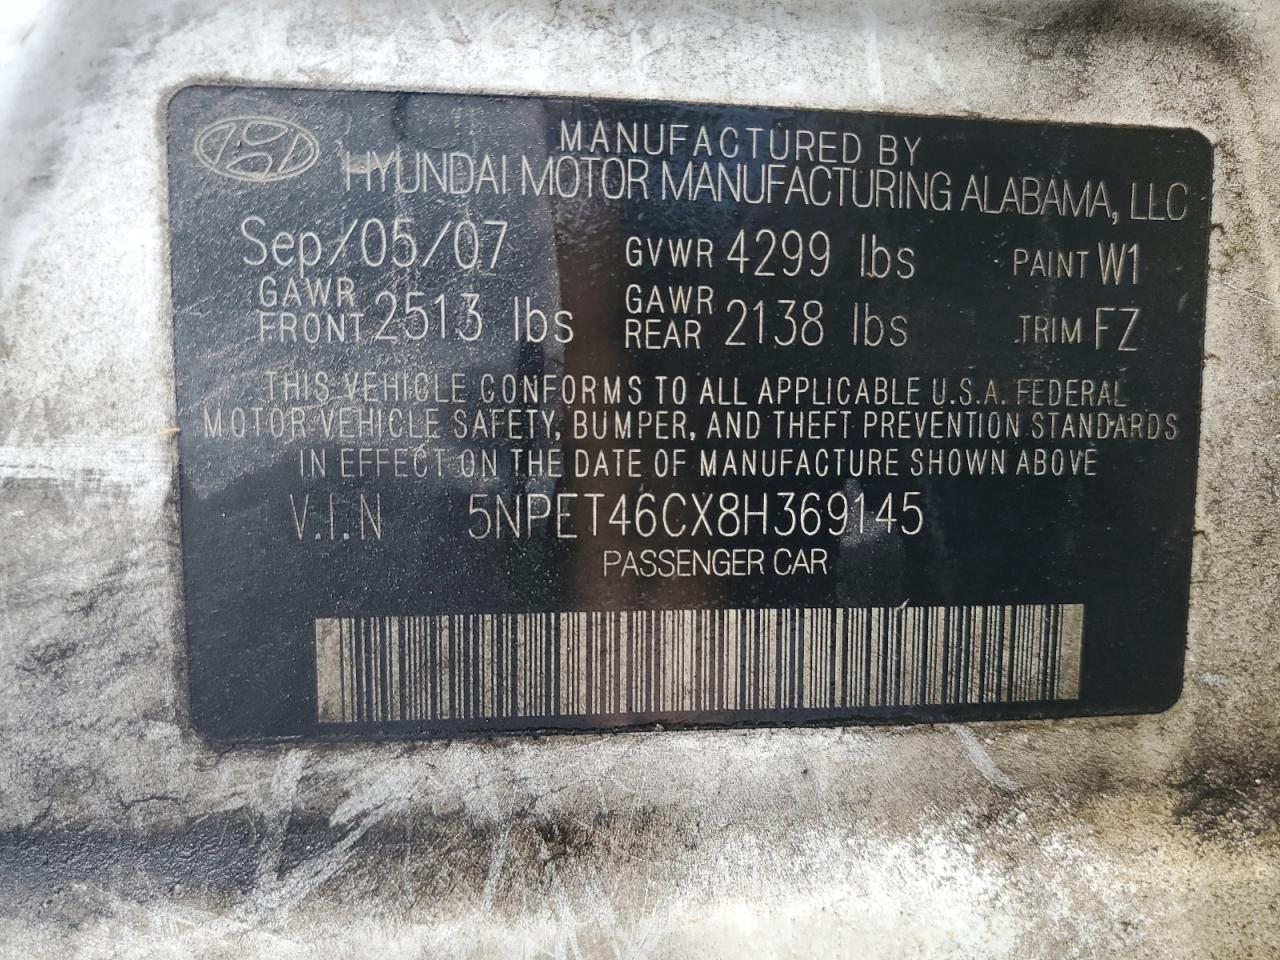 MANUFACTURED BY
HYUNDAI MOTOR MANUFACTURING ALABAMA, LLC
Sep/05/07 GVWR 4299 lbs PAINT W1
GAWR FRONT 2513 lbs GAWR REAR 2138 lbs TRIM FZ
THIS VEHICLE CONFORMS TO ALL APPLICABLE U.S.A. FEDERAL
MOTOR VEHICLE SAFETY, BUMPER, AND THEFT PREVENTION STANDARDS
IN EFFECT ON THE DATE OF MANUFACTURE SHOWN ABOVE
V.I.N 5NPET46CX8H369145
PASSENGER CAR